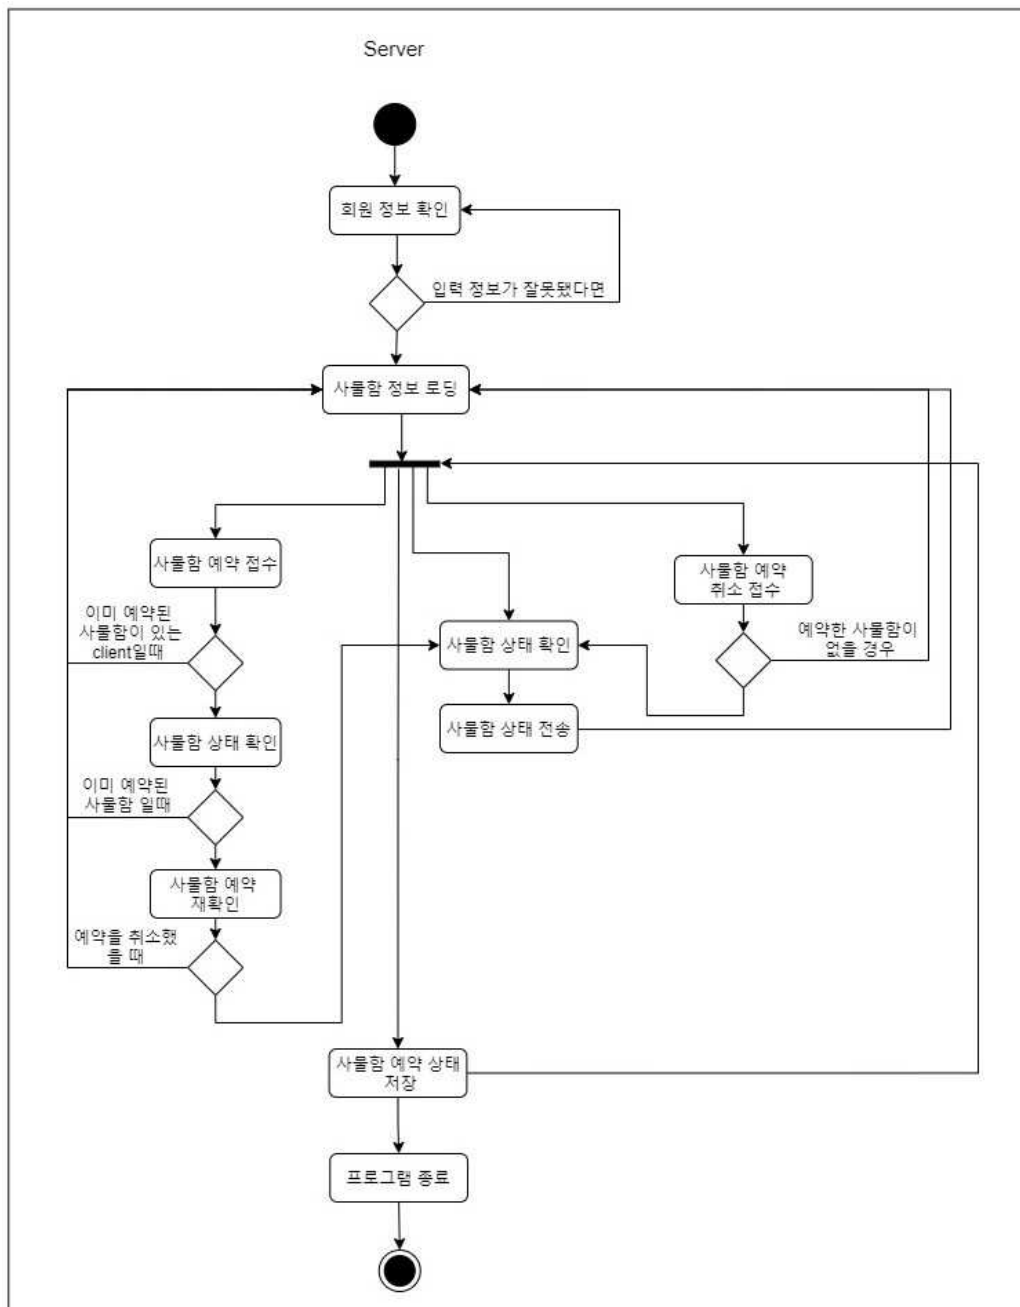 Server
회원 정보 확인
입력 정보가 잘못됐다면
사물함 정보 로딩
사물함 예약 접수
이미 예약된
사물함이 있는
client일때
사물함 상태 확인
이미 예약된
사물함 일때
사물함 예약
재확인
예약을 취소했
을 때
사물함 상태 확인
사물함 상태 전송
사물함 예약
취소 접수
예약한 사물함이
없을 경우
사물함 예약 상태
저장
프로그램 종료